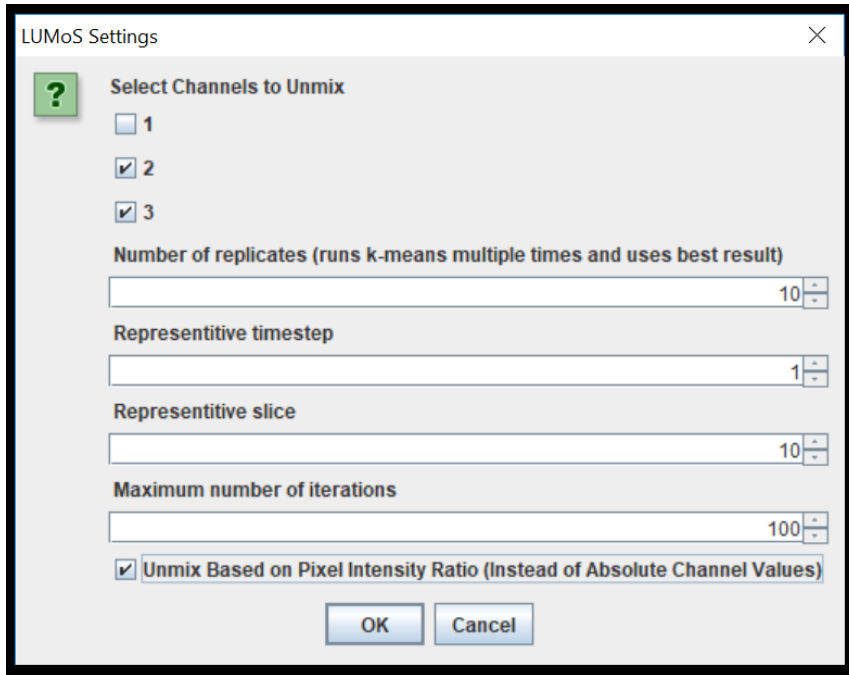 LUMoS Settings
?
Select Channels to Unmix
1
2
3
Number of replicates (runs k-means multiple times and uses best result)
10
Representitive timestep
1
Representitive slice
10
Maximum number of iterations
100
Unmix Based on Pixel Intensity Ratio (Instead of Absolute Channel Values)
OK Cancel